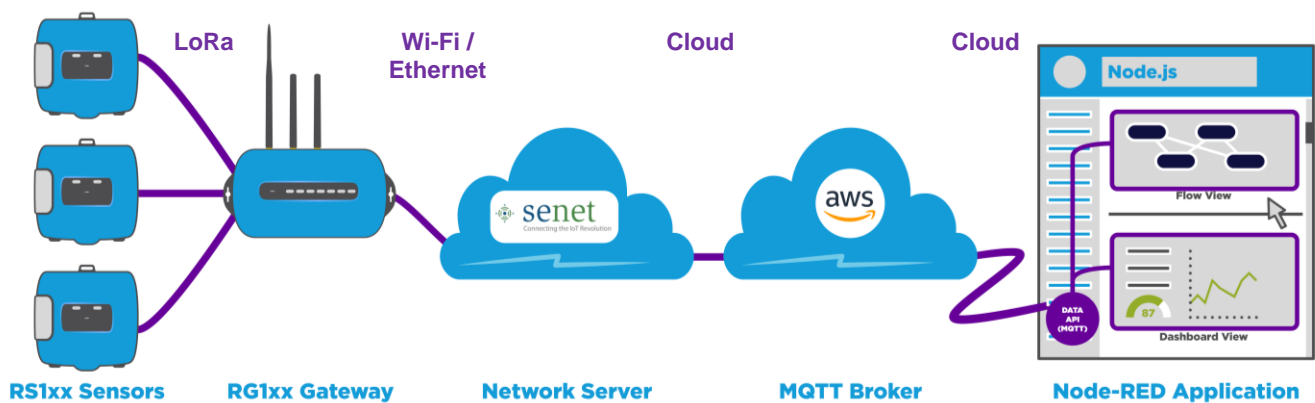 LoRa
Wi-Fi /
Ethernet
Cloud
Cloud
Node.js
Flow View
senet
Connecting the IoT Revolution
aws
87
DATA
API
(MQTT)
Dashboard View
RS1xx Sensors
RG1xx Gateway
Network Server
MQTT Broker
Node-RED Application